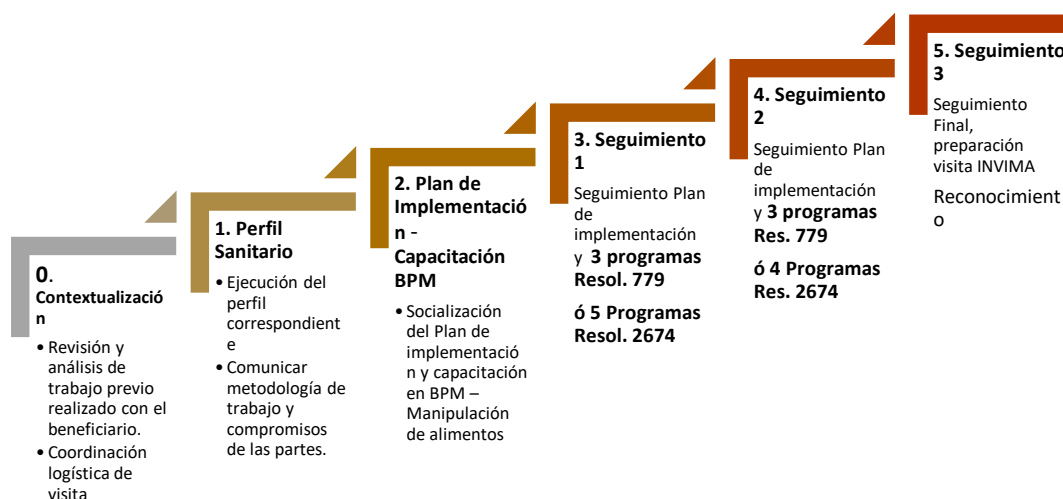 0.
Contextualizació
n
• Revisión y
análisis de
trabajo previo
realizado con el
beneficiario.
• Coordinación
logística de
visita
1. Perfil
Sanitario
• Ejecución del
perfil
correspondient
e
• Comunicar
metodología de
trabajo y
compromisos
de las partes.
2. Plan de
Implementació
n -
Capacitación
BPM
• Socialización
del Plan de
implementació
n y capacitación
en BPM –
Manipulación
de alimentos
3. Seguimiento
1
Seguimiento Plan
de
implementación
y 3 programas
Resol. 779
ó 5 Programas
Resol. 2674
4. Seguimiento
2
Seguimiento Plan
de
implementación
y 3 programas
Res. 779
ó 4 Programas
Res. 2674
5. Seguimiento
3
Seguimiento
Final,
preparación
visita INVIMA
Reconocimient
o